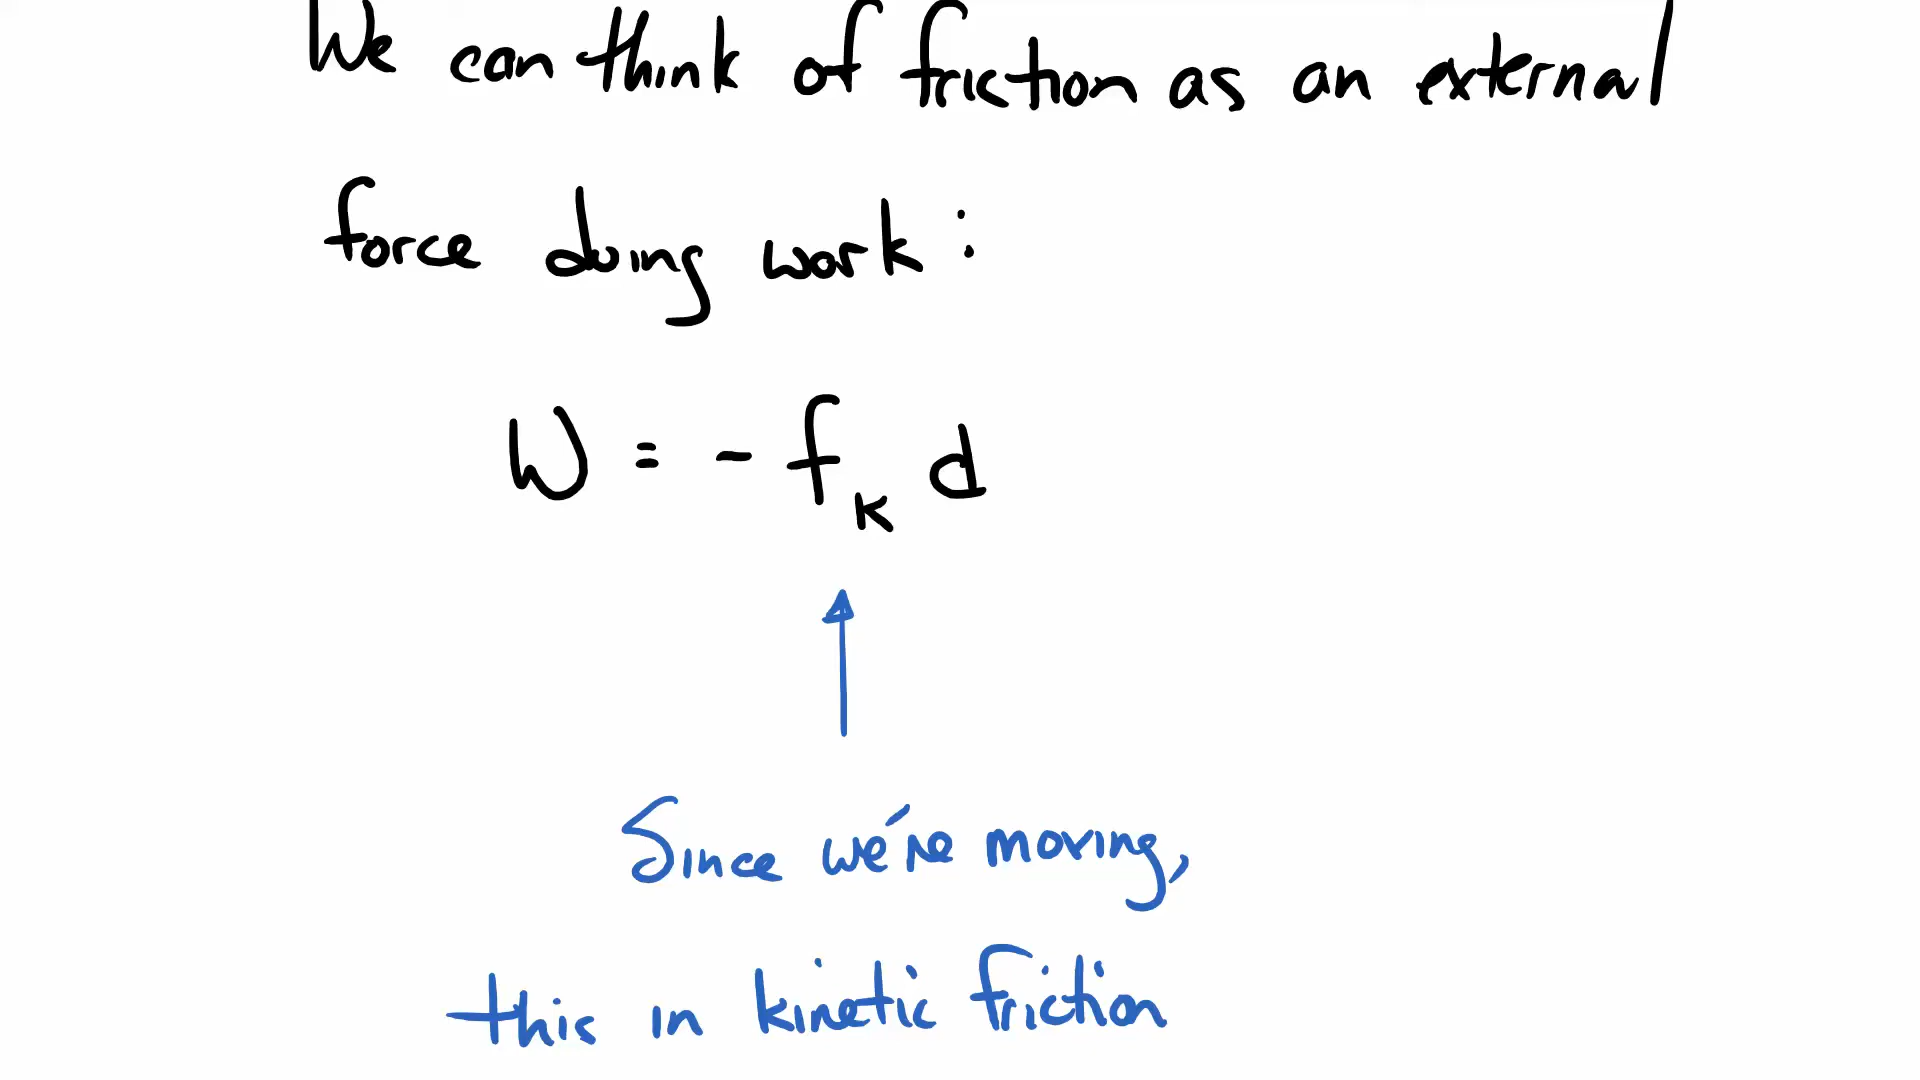 We can think of friction as an external
force doing work:
W = - fₖ d
Since we're moving,
this in kinetic friction